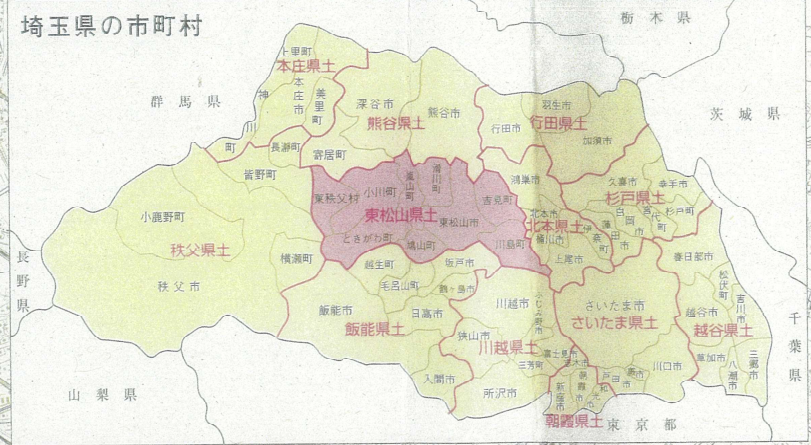 埼玉県の市町村
栃木県
群馬県
茨城県
長野県
山梨県
東京都
千葉県
上里町
本庄県土
本庄市
美里町
神川町
長瀞町
皆野町
小鹿野町
秩父県土
秩父市
横瀬町
深谷市
熊谷市
熊谷県土
寄居町
行田市
羽生市
行田県土
加須市
東秩父村
小川町
嵐山町
滑川町
吉見町
東松山県土
東松山市
ときがわ町
鳩山町
川島町
鴻巣市
北本市
北本県土
桶川市
伊奈町
上尾市
久喜市
幸手市
杉戸県土
蓮田市
白岡市
宮代町
杉戸町
越生町
坂戸市
毛呂山町
鶴ヶ島市
飯能市
日高市
飯能県土
入間市
川越市
ふじみ野市
狭山市
川越県土
富士見市
三芳町
所沢市
志木市
新座市
朝霞市
和光市
朝霞県土
さいたま市
さいたま県土
戸田市
蕨市
川口市
春日部市
松伏町
吉川市
越谷市
越谷県土
草加市
八潮市
三郷市